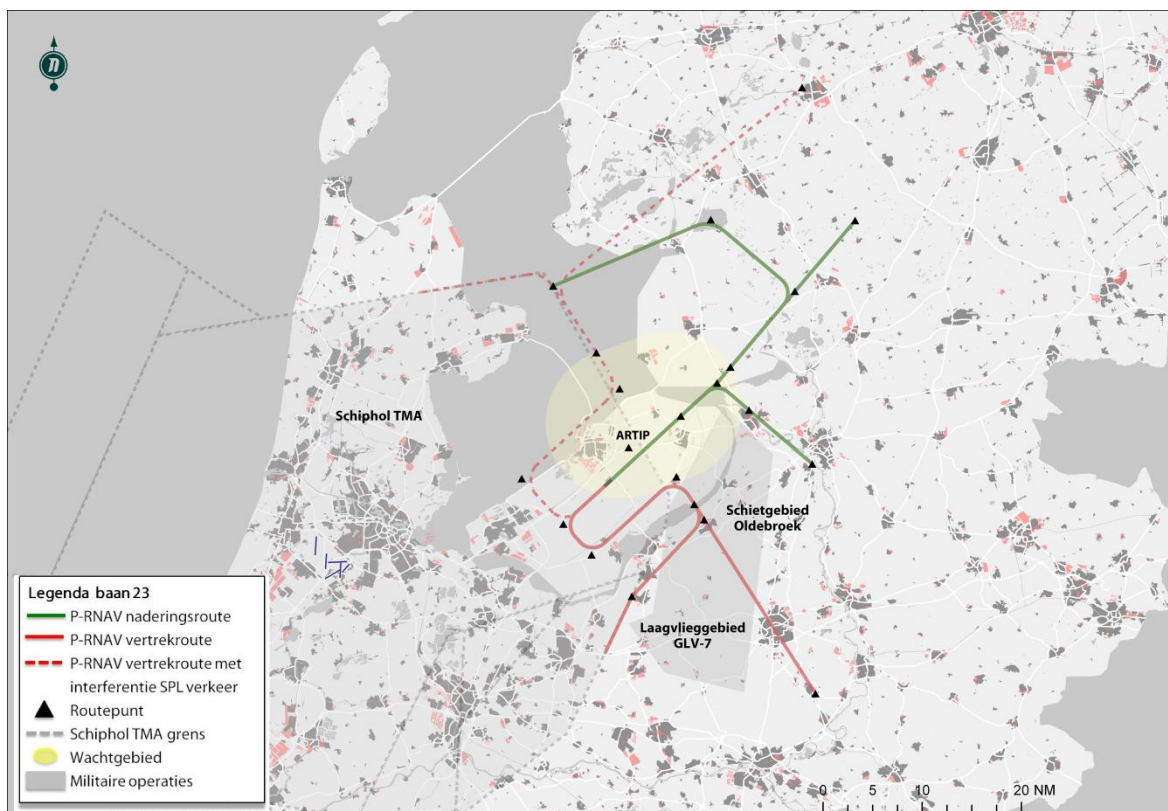 n
Schiphol TMA
ARTIP
Schietgebied
Oldebroek
Laagvlieggebied
GLV-7
Legenda baan 23
P-RNAV naderingsroute
P-RNAV vertrekroute
P-RNAV vertrekroute met
interferentie SPL verkeer
Routepunt
Schiphol TMA grens
Wachtgebied
Militaire operaties
0 5 10 20 NM